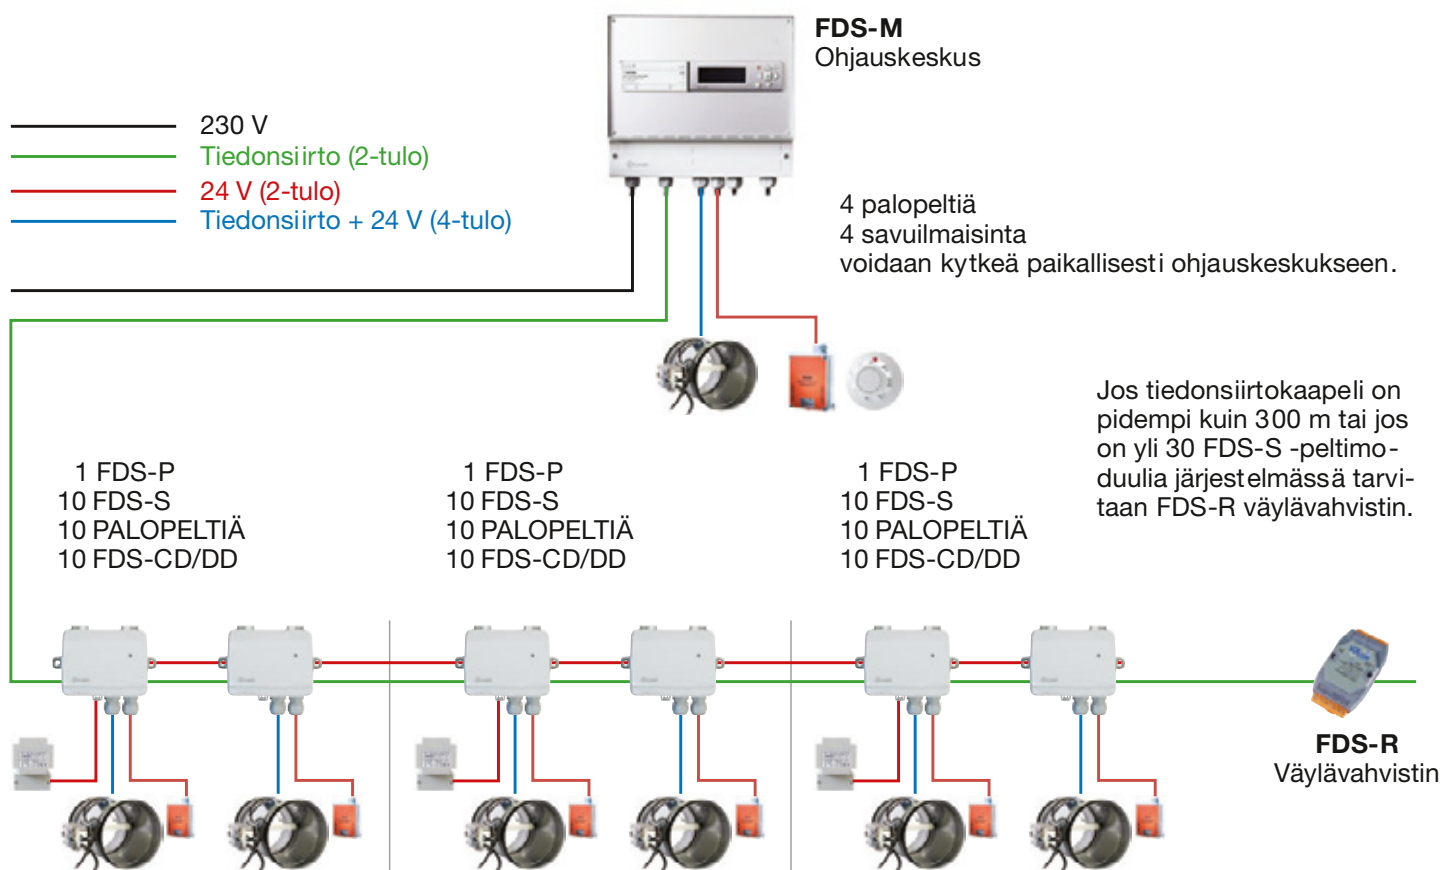 FDS-M
Ohjauskeskus
230 V
Tiedonsiirto (2-tulo)
24 V (2-tulo)
Tiedonsiirto + 24 V (4-tulo)
4 palopeltiä
4 savuilmaisinta
voidaan kytkeä paikallisesti ohjauskeskukseen.
Jos tiedonsiirtokaapeli on
pidempi kuin 300 m tai jos
on yli 30 FDS-S -peltimo-
duulia järjestelmässä tarvi-
taan FDS-R väylävahvistin.
1 FDS-P
10 FDS-S
10 PALOPELTIÄ
10 FDS-CD/DD
1 FDS-P
10 FDS-S
10 PALOPELTIÄ
10 FDS-CD/DD
1 FDS-P
10 FDS-S
10 PALOPELTIÄ
10 FDS-CD/DD
FDS-R
Väylävahvistin